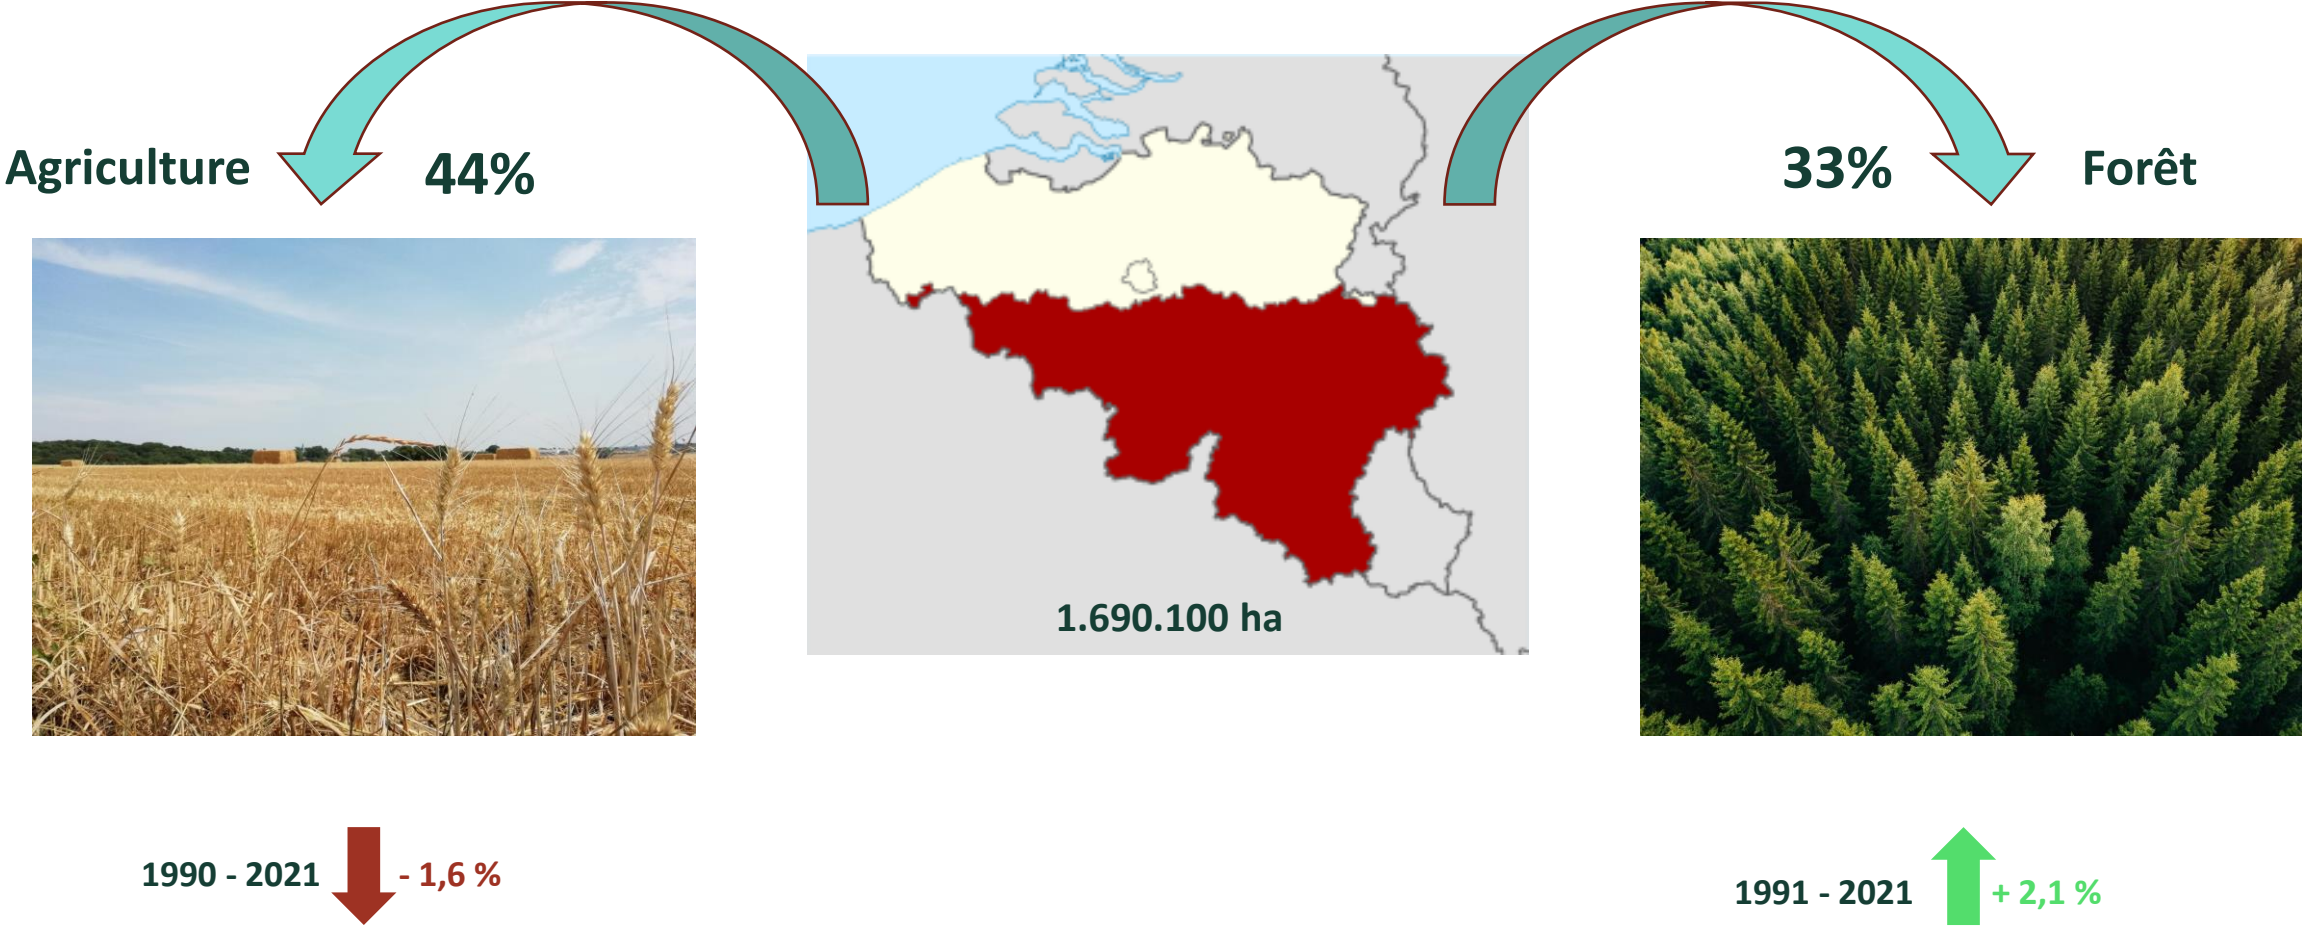 Agriculture
44%
33%
Forêt
1.690.100 ha
1990 - 2021
- 1,6 %
1991 - 2021
+ 2,1 %